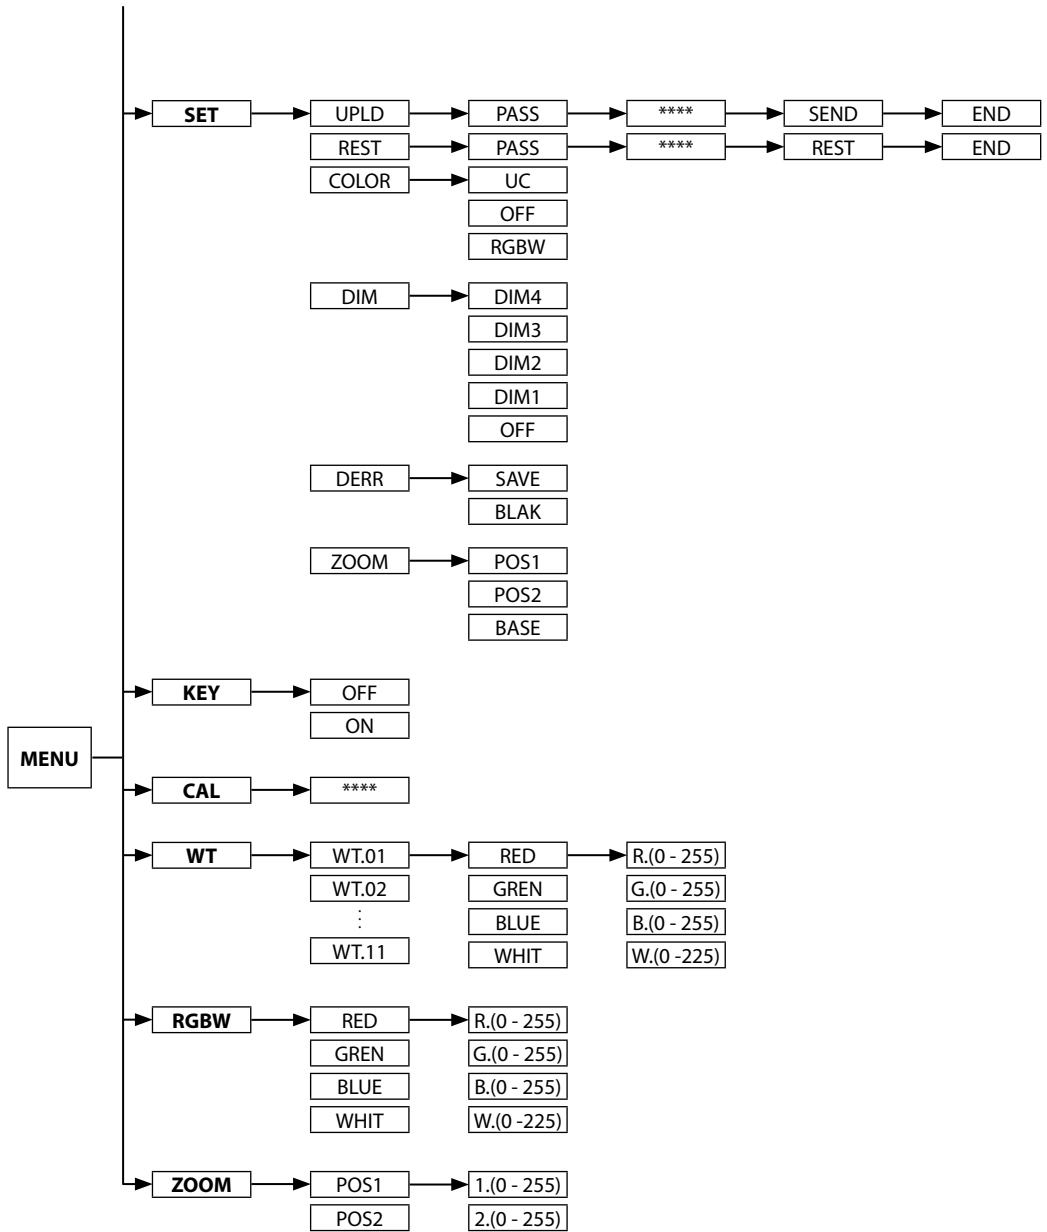 SET UPLD PASS **** SEND END
REST PASS **** REST END
COLOR UC
OFF
RGBW
DIM DIM4
DIM3
DIM2
DIM1
OFF
DERR SAVE
BLAK
ZOOM POS1
POS2
BASE
KEY OFF
ON
MENU
CAL ****
WT WT.01 RED R.(0 - 255)
WT.02 GREN G.(0 - 255)
⋮ BLUE B.(0 - 255)
WT.11 WHIT W.(0 -225)
RGBW RED R.(0 - 255)
GREN G.(0 - 255)
BLUE B.(0 - 255)
WHIT W.(0 -225)
ZOOM POS1 1.(0 - 255)
POS2 2.(0 - 255)